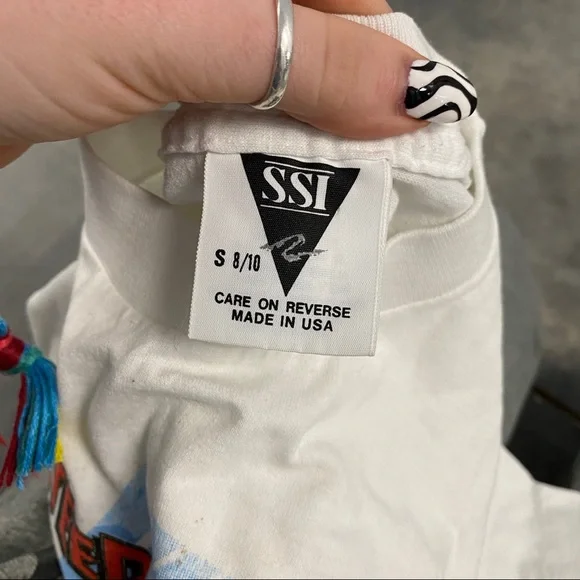 SSI
S 8/10
CARE ON REVERSE
MADE IN USA